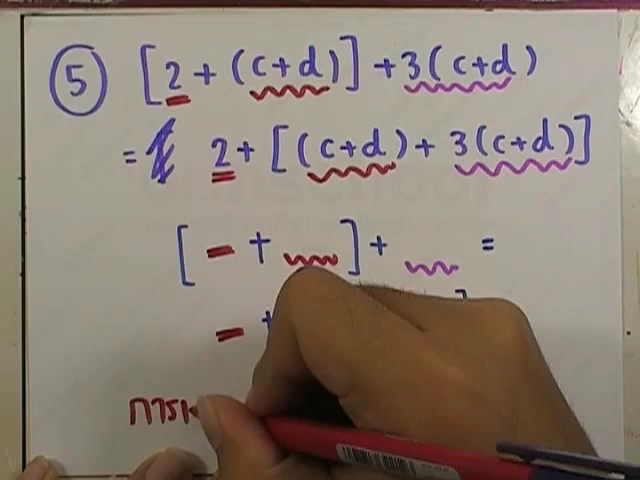 5 [2 + (c+d)] + 3(c+d)
= 2 + [(c+d) + 3(c+d)]
[ + ] + =
+ ]